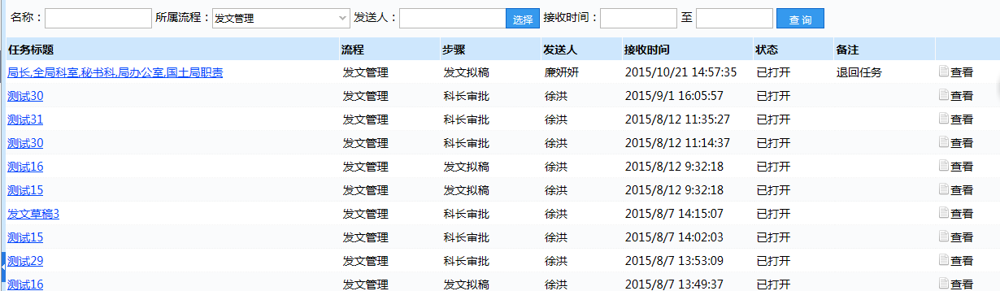 名称： 所属流程： 发文管理 发送人： 选择 接收时间： 至 查 询
任务标题 流程 步骤 发送人 接收时间 状态 备注
局长,全局科室,秘书科,局办公室,国土局职责 发文管理 发文拟稿 廉妍妍 2015/10/21 14:57:35 已打开 退回任务 查看
测试30 发文管理 科长审批 徐洪 2015/9/1 16:05:57 已打开 查看
测试31 发文管理 科长审批 徐洪 2015/8/12 11:35:27 已打开 查看
测试30 发文管理 科长审批 徐洪 2015/8/12 11:14:37 已打开 查看
测试16 发文管理 发文拟稿 徐洪 2015/8/12 9:32:18 已打开 查看
测试15 发文管理 发文拟稿 徐洪 2015/8/12 9:32:18 已打开 查看
发文草稿3 发文管理 科长审批 徐洪 2015/8/7 14:15:07 已打开 查看
测试15 发文管理 科长审批 徐洪 2015/8/7 14:02:03 已打开 查看
测试29 发文管理 科长审批 徐洪 2015/8/7 13:53:09 已打开 查看
测试16 发文管理 发文拟稿 徐洪 2015/8/7 13:49:37 已打开 查看